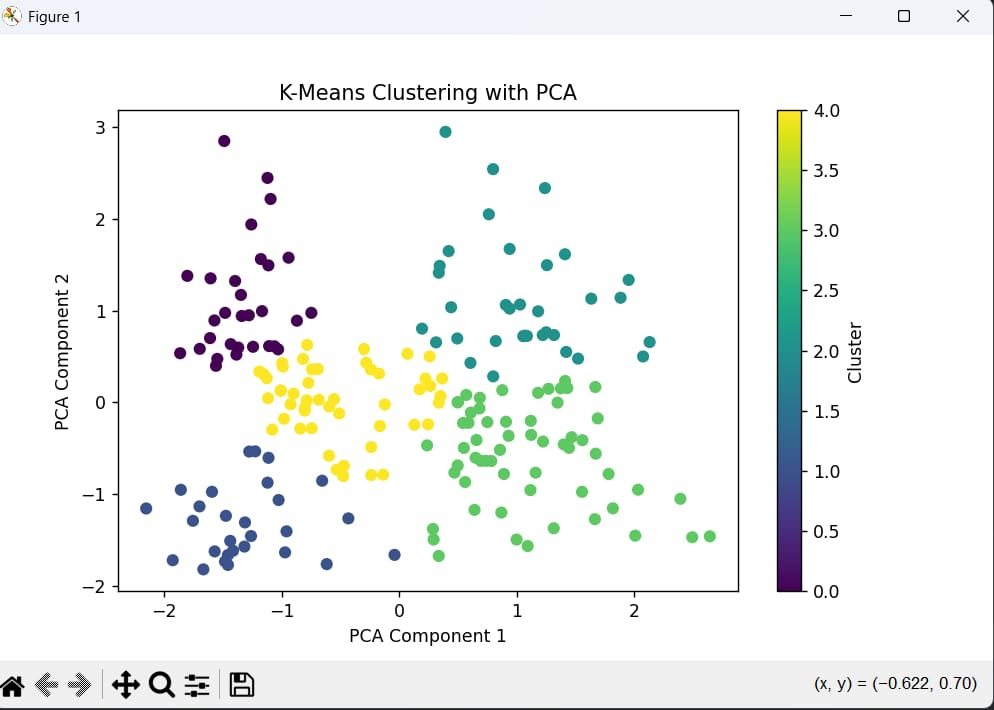 Figure 1
K-Means Clustering with PCA
3
2
1
0
−1
−2
PCA Component 2
−2 −1 0 1 2
PCA Component 1
4.0
3.5
3.0
2.5
2.0
1.5
1.0
0.5
0.0
Cluster
(x, y) = (−0.622, 0.70)